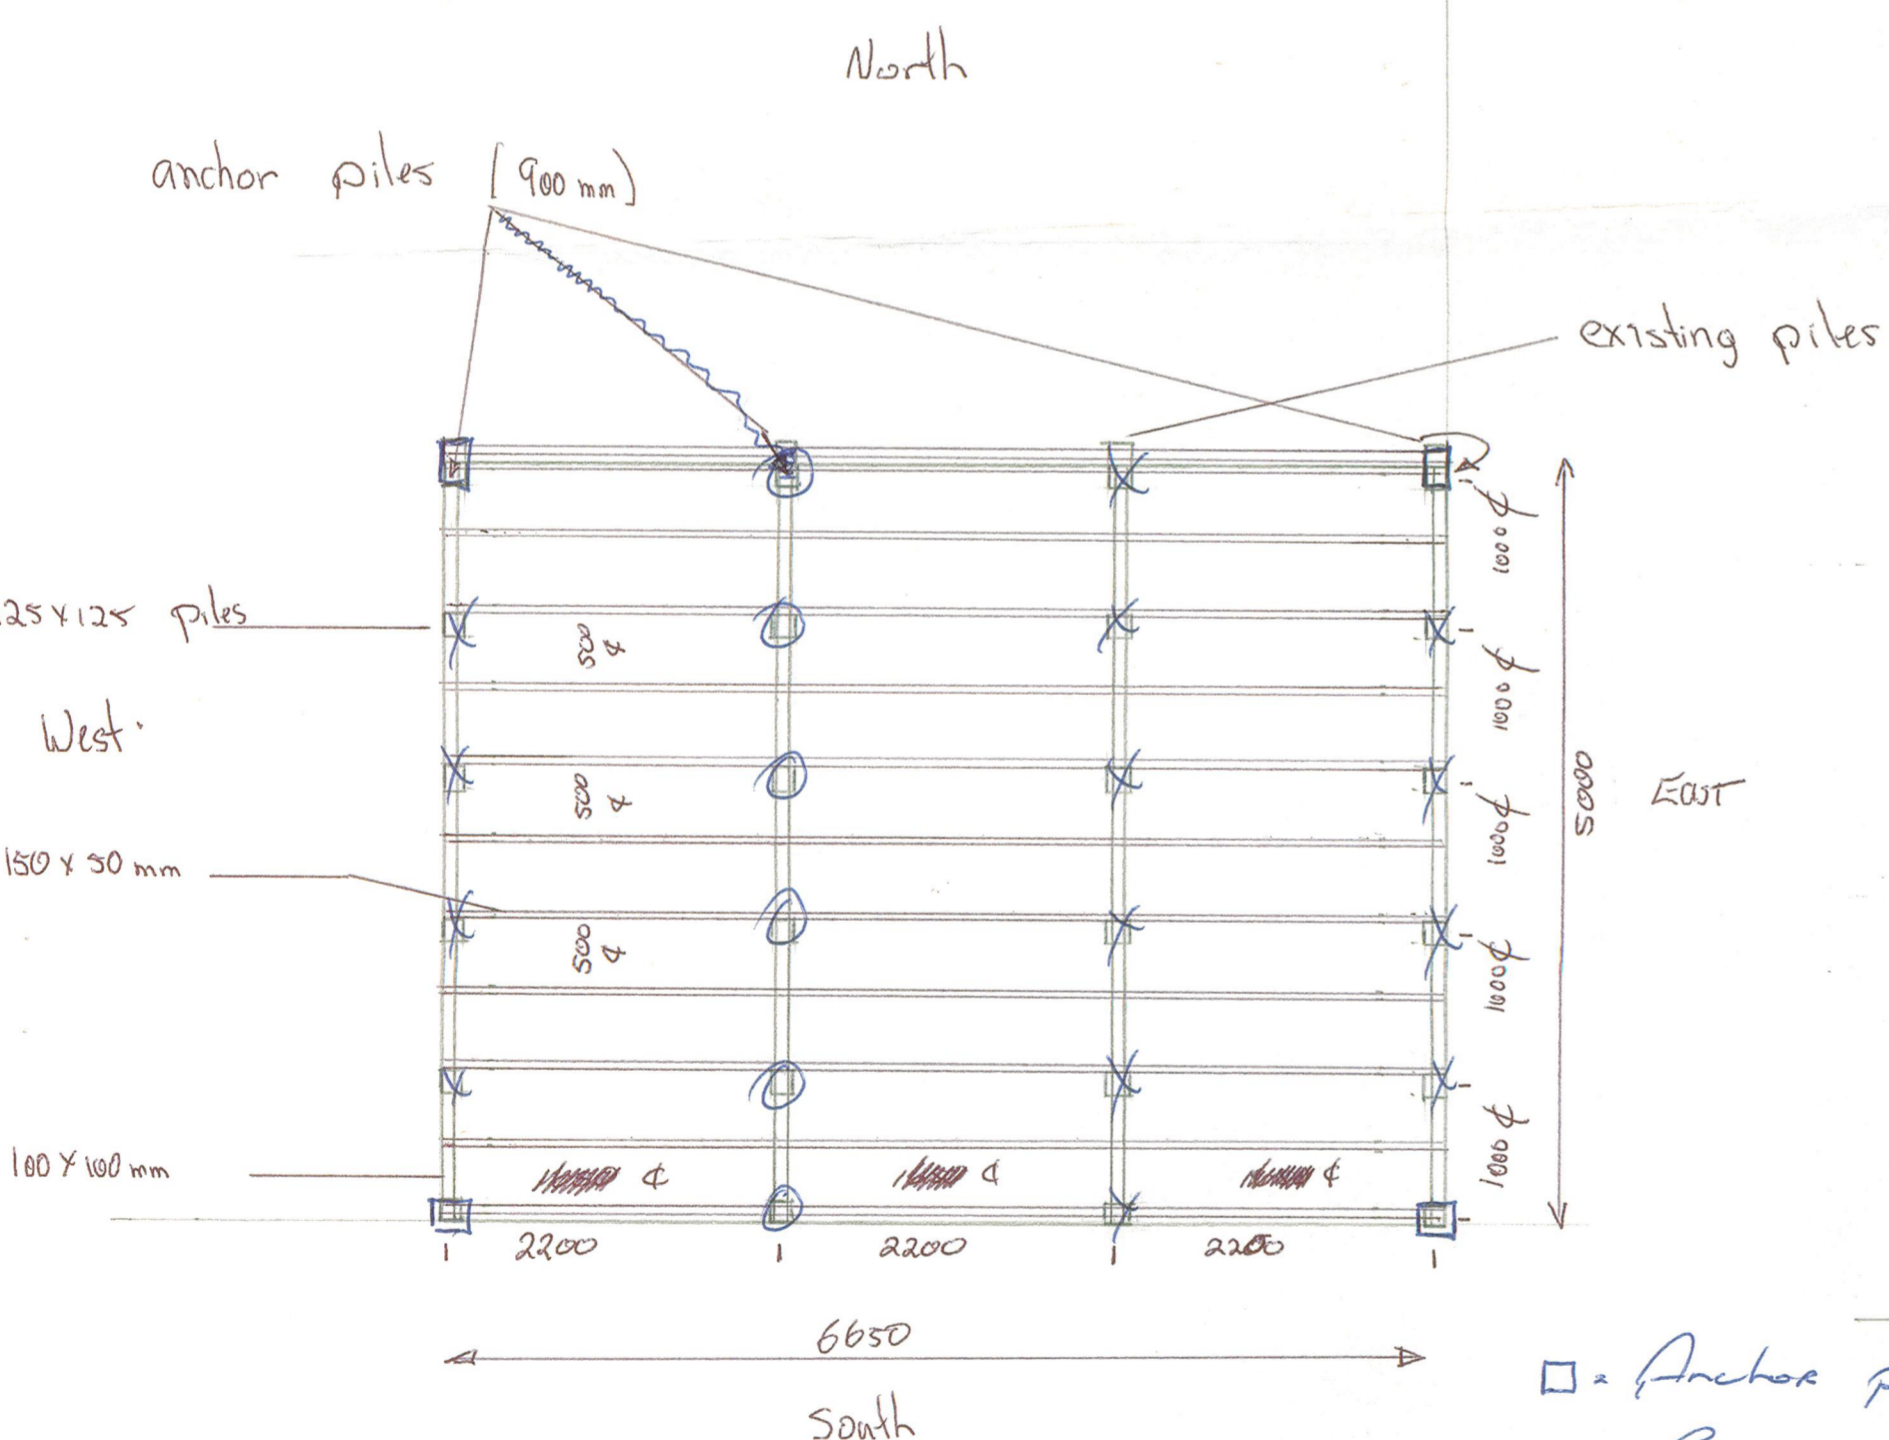 North
anchor piles (900 mm)
existing piles
1000 ¢
25 x 125 piles
500 ¢
1000 ¢
West.
500 ¢
5000
East
1000 ¢
150 x 50 mm
500 ¢
1000 ¢
100 x 100 mm
¢ ¢ ¢
1000 ¢
2200 2200 2200
6650
□ = Anchor
South